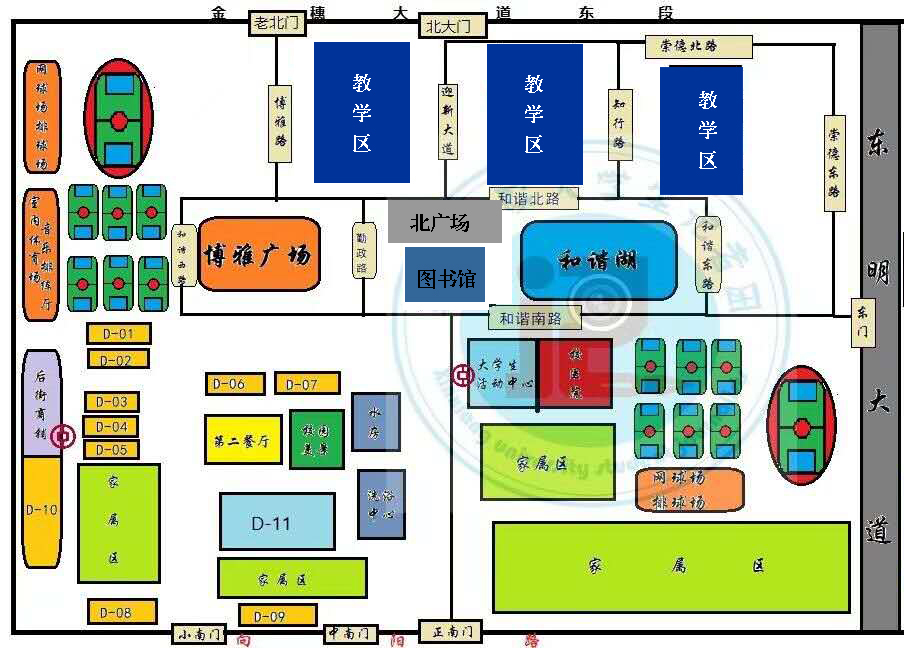 金穗大道东段
老北门
北大门
崇德北路
网球场排球场
博雅路
教学区
迎新大道
教学区
知行路
教学区
崇德东路
东明大道
室内体育场
音乐排练厅
和谐西路
博雅广场
勤政路
北广场
图书馆
和谐北路
和谐湖
和谐东路
和谐南路
东门
D-01
D-02
D-03
D-04
D-05
后街商铺
D-10
D-06
D-07
第二餐厅
水房
洗浴中心
D-11
家属区
家属区
D-08
D-09
大学生
活动中心
校医院
家属区
网球场
排球场
家属区
小南门
中南门
正南门
向阳路